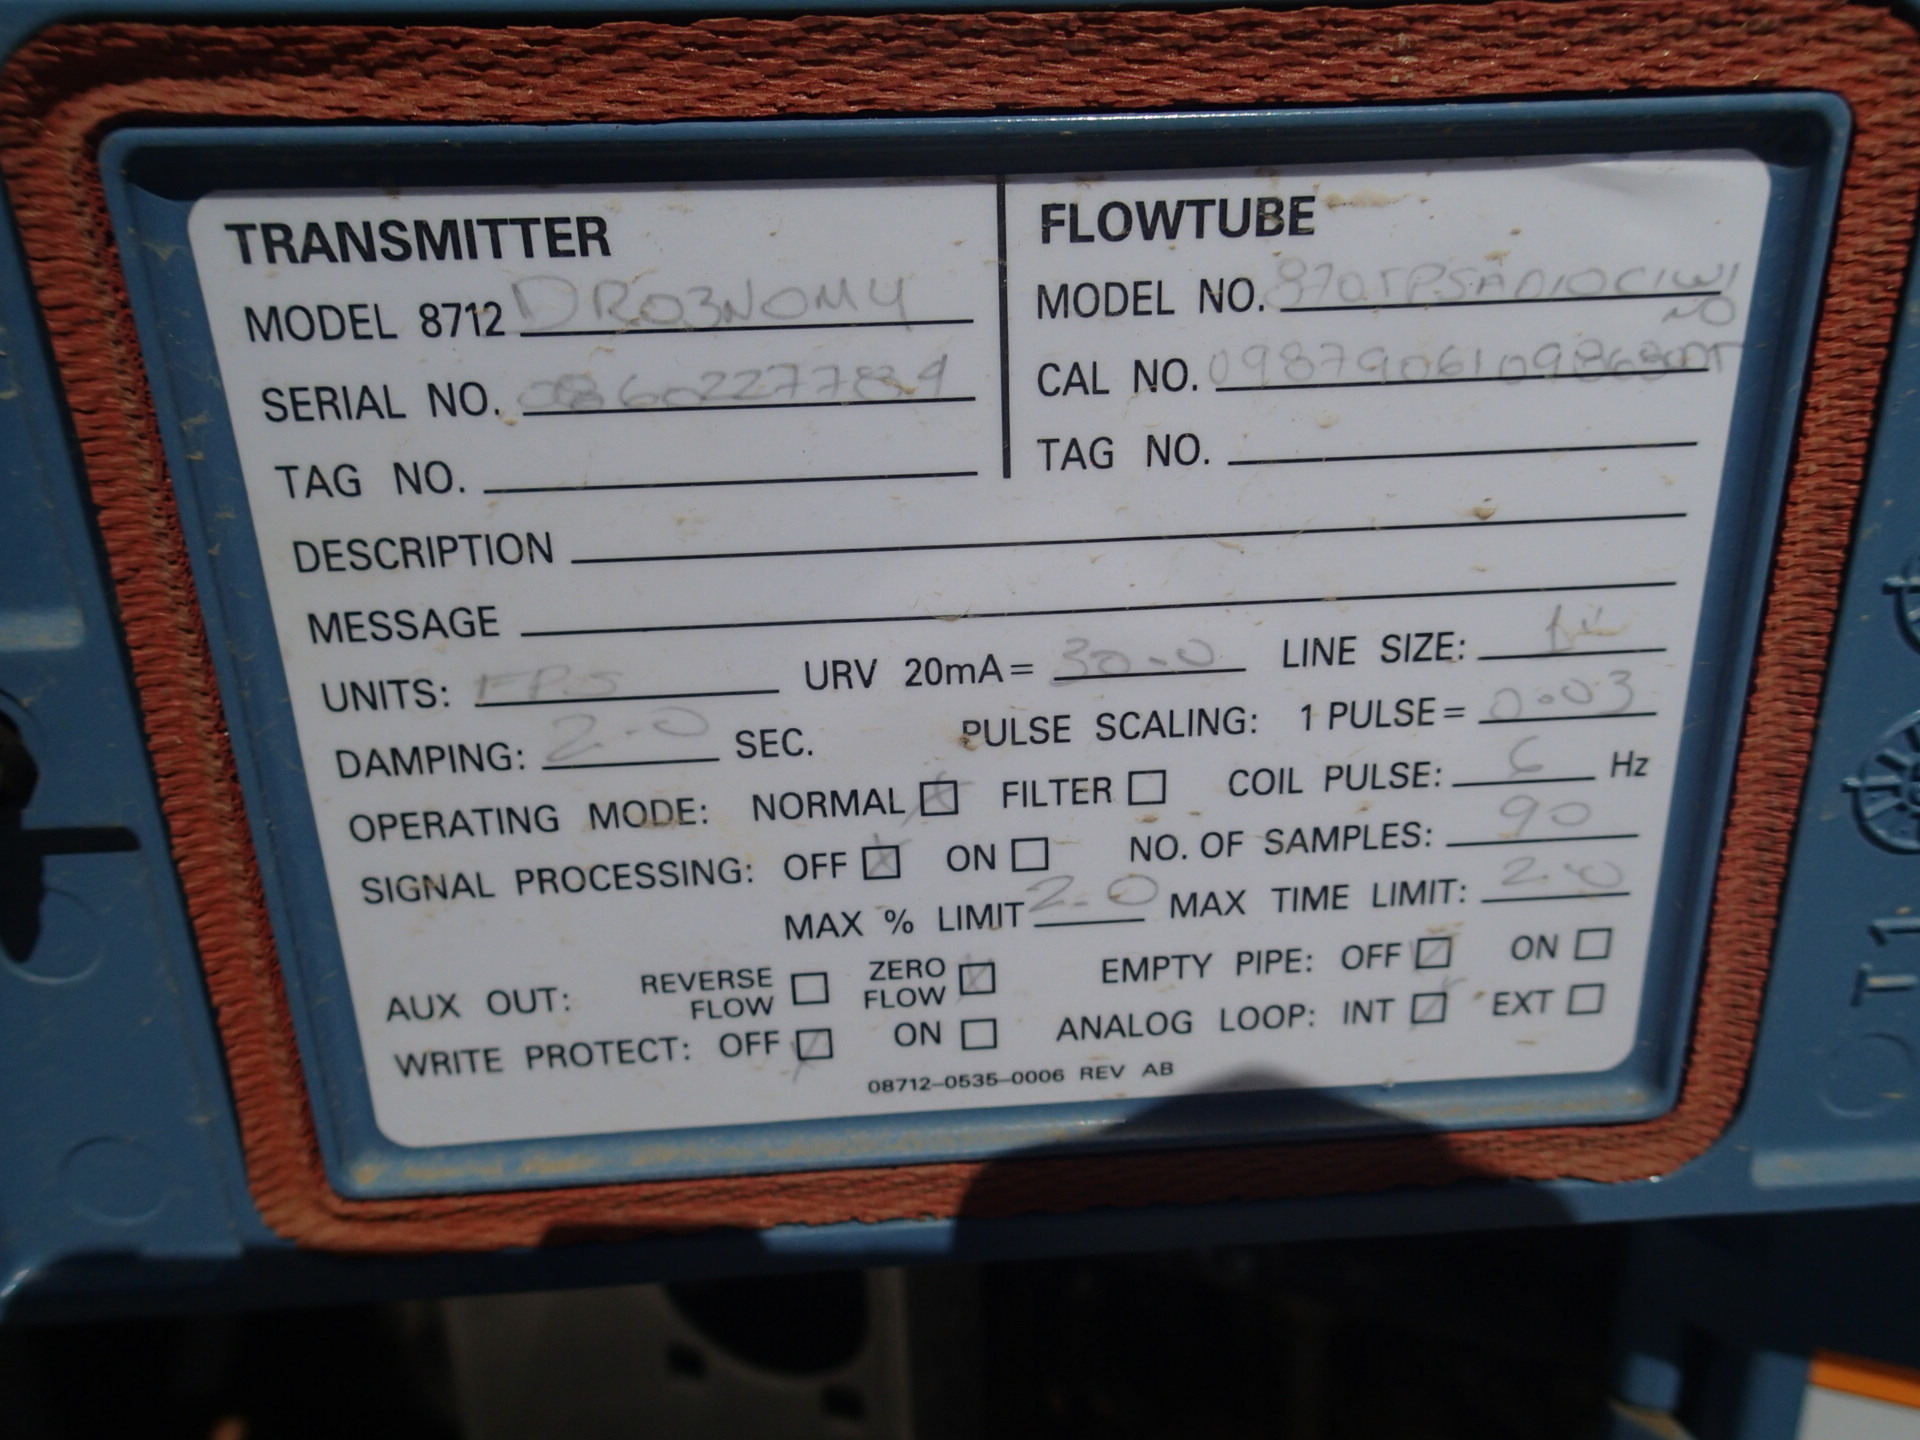 TRANSMITTER
MODEL 8712 DR03N0M4
SERIAL NO. 0860227784
TAG NO.
FLOWTUBE
MODEL NO.
NO
CAL NO.
TAG NO.
DESCRIPTION
MESSAGE
UNITS: FPS URV 20mA= 30.0 LINE SIZE: 1"
DAMPING: 2.0 SEC. PULSE SCALING: 1 PULSE= 0.03
OPERATING MODE: NORMAL FILTER COIL PULSE: 6 Hz
SIGNAL PROCESSING: OFF ON NO. OF SAMPLES: 90
MAX % LIMIT 2.0 MAX TIME LIMIT: 2.0
AUX OUT: REVERSE FLOW ZERO FLOW EMPTY PIPE: OFF ON
WRITE PROTECT: OFF ON ANALOG LOOP: INT EXT
08712-0535-0006 REV AB